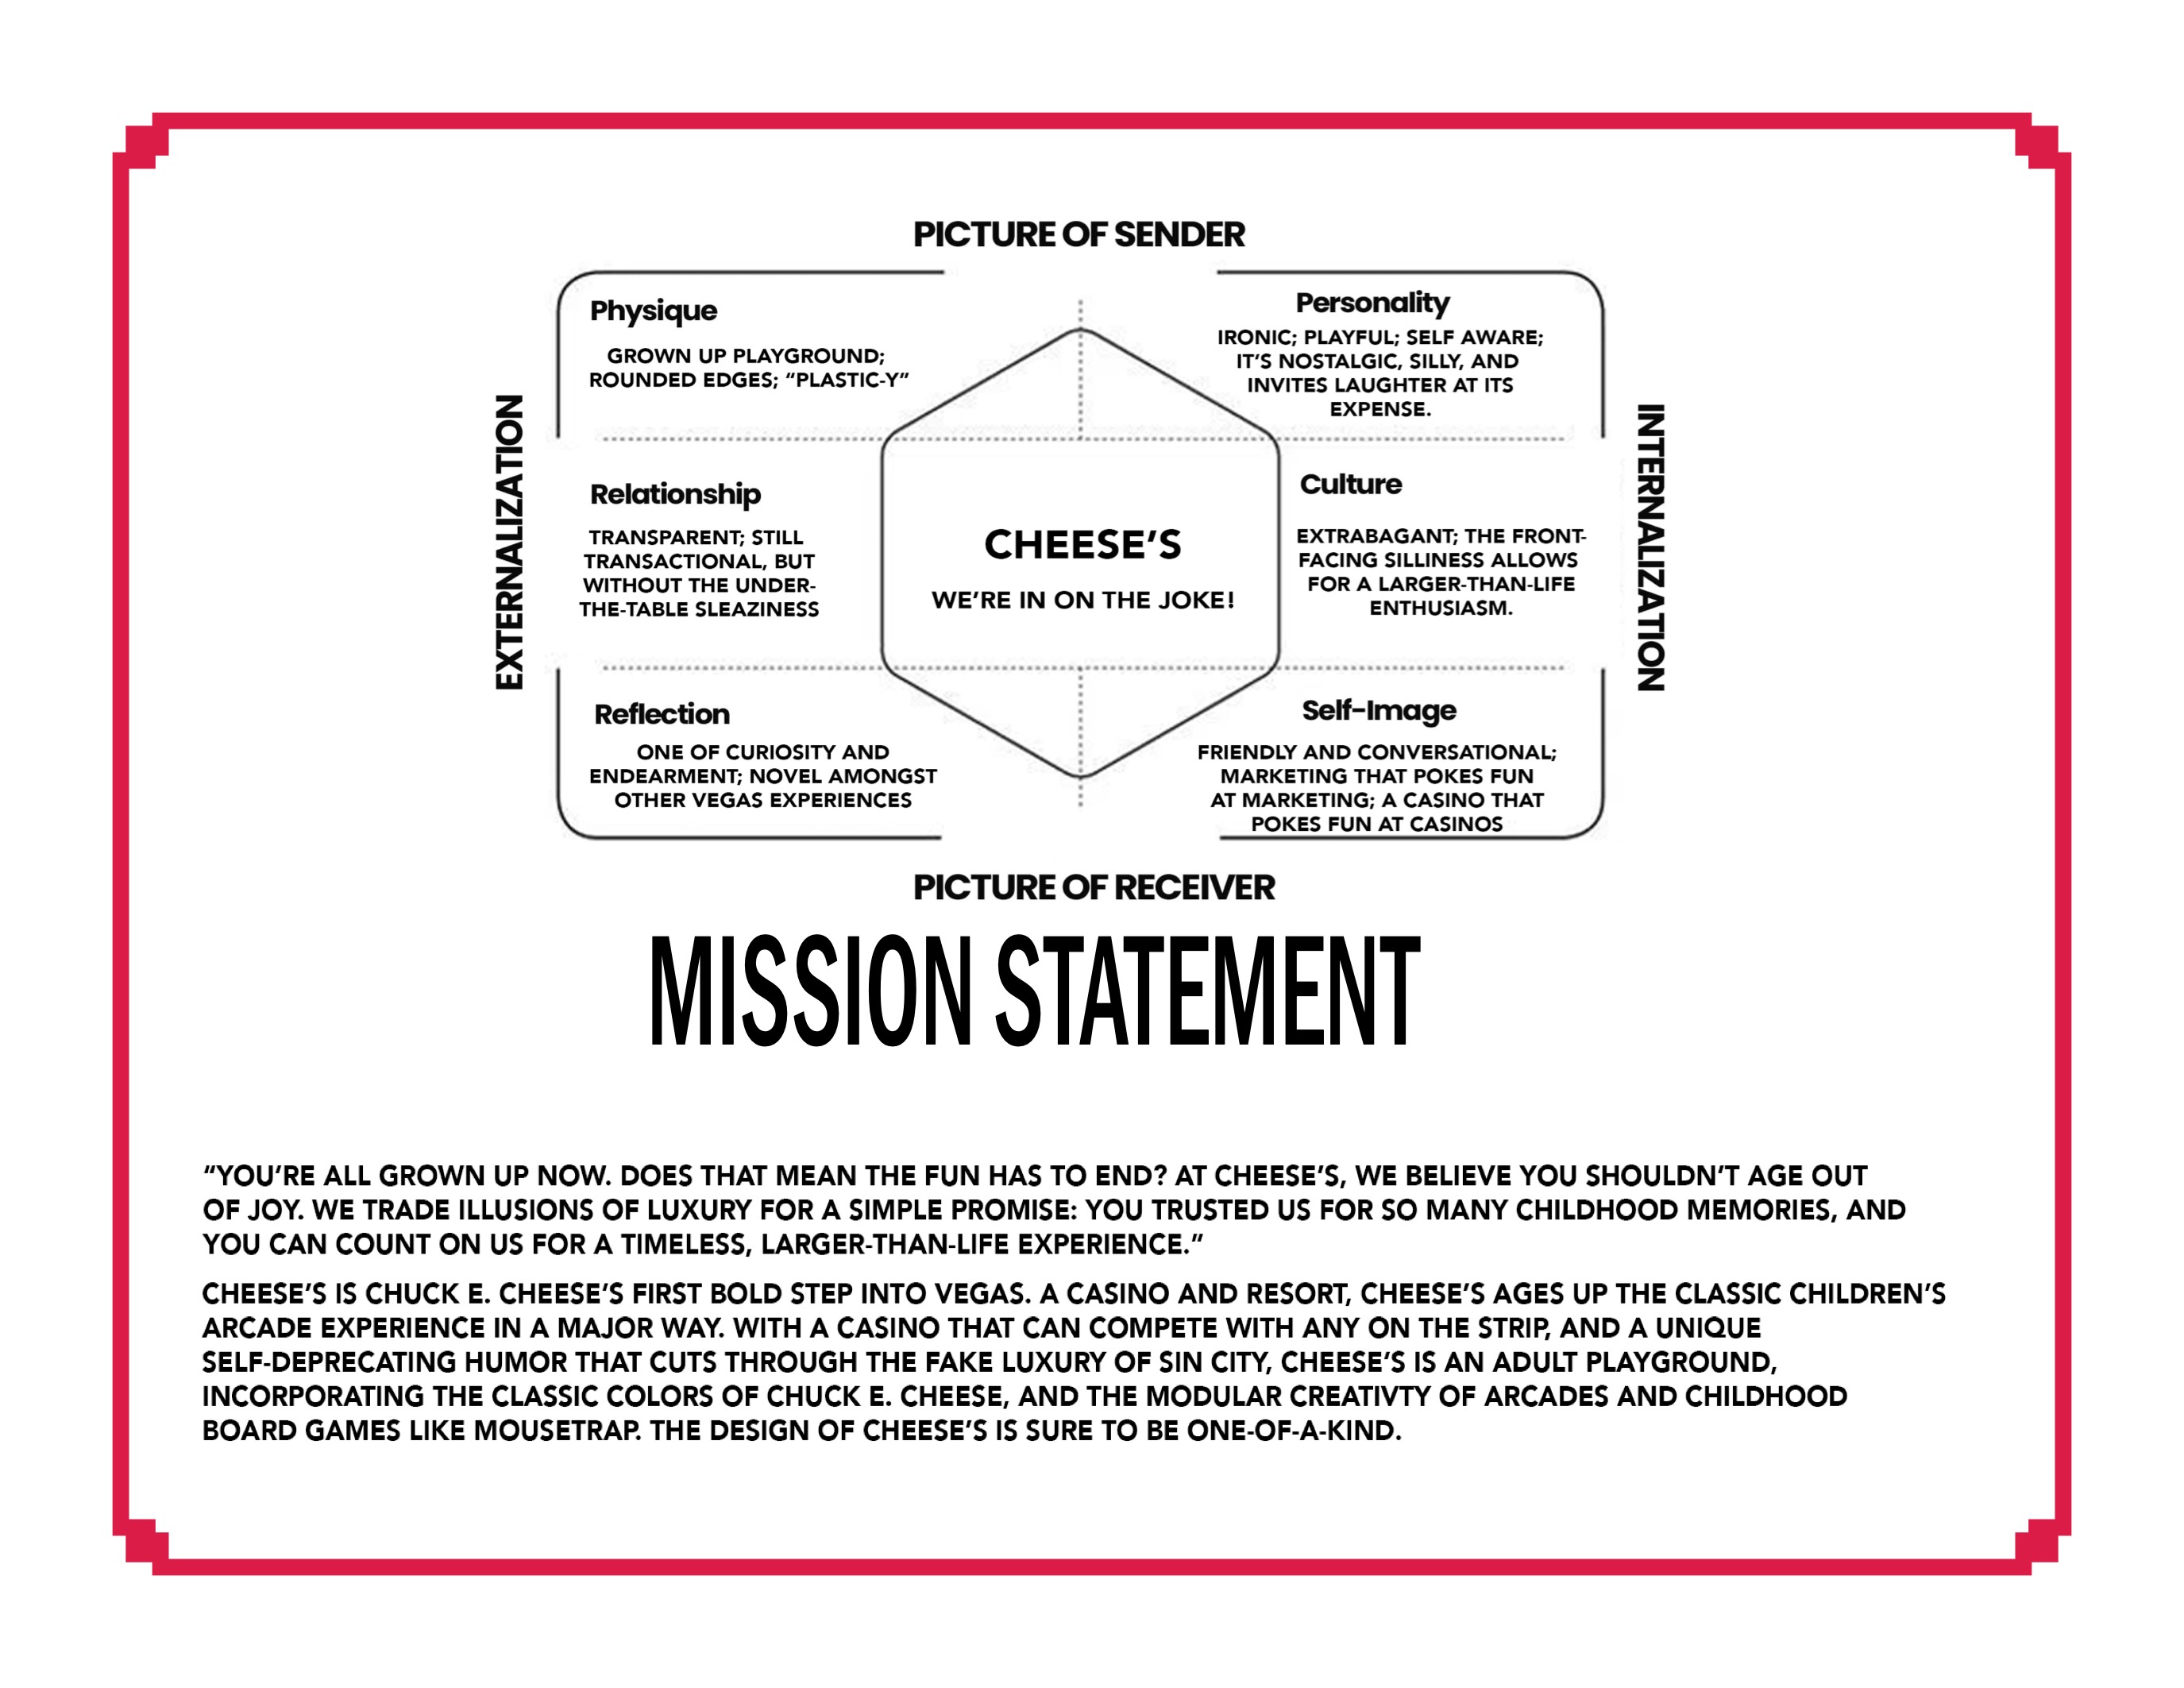 PICTURE OF SENDER
Physique
GROWN UP PLAYGROUND;
ROUNDED EDGES; “PLASTIC-Y”
Personality
IRONIC; PLAYFUL; SELF AWARE;
IT’S NOSTALGIC, SILLY, AND
INVITES LAUGHTER AT ITS
EXPENSE.
EXTERNALIZATION
Relationship
TRANSPARENT; STILL
TRANSACTIONAL, BUT
WITHOUT THE UNDER-
THE-TABLE SLEAZINESS
CHEESE’S
WE’RE IN ON THE JOKE!
Culture
EXTRABAGANT; THE FRONT-
FACING SILLINESS ALLOWS
FOR A LARGER-THAN-LIFE
ENTHUSIASM.
INTERNALIZATION
Reflection
ONE OF CURIOSITY AND
ENDEARMENT; NOVEL AMONGST
OTHER VEGAS EXPERIENCES
Self-Image
FRIENDLY AND CONVERSATIONAL;
MARKETING THAT POKES FUN
AT MARKETING; A CASINO THAT
POKES FUN AT CASINOS
PICTURE OF RECEIVER
MISSION STATEMENT
“YOU’RE ALL GROWN UP NOW. DOES THAT MEAN THE FUN HAS TO END? AT CHEESE’S, WE BELIEVE YOU SHOULDN’T AGE OUT
OF JOY. WE TRADE ILLUSIONS OF LUXURY FOR A SIMPLE PROMISE: YOU TRUSTED US FOR SO MANY CHILDHOOD MEMORIES, AND
YOU CAN COUNT ON US FOR A TIMELESS, LARGER-THAN-LIFE EXPERIENCE.”
CHEESE’S IS CHUCK E. CHEESE’S FIRST BOLD STEP INTO VEGAS. A CASINO AND RESORT, CHEESE’S AGES UP THE CLASSIC CHILDREN’S
ARCADE EXPERIENCE IN A MAJOR WAY. WITH A CASINO THAT CAN COMPETE WITH ANY ON THE STRIP, AND A UNIQUE
SELF-DEPRECATING HUMOR THAT CUTS THROUGH THE FAKE LUXURY OF SIN CITY, CHEESE’S IS AN ADULT PLAYGROUND,
INCORPORATING THE CLASSIC COLORS OF CHUCK E. CHEESE, AND THE MODULAR CREATIVTY OF ARCADES AND CHILDHOOD
BOARD GAMES LIKE MOUSETRAP. THE DESIGN OF CHEESE’S IS SURE TO BE ONE-OF-A-KIND.